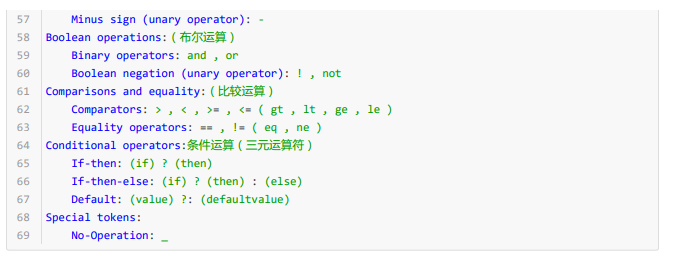 57 Minus sign (unary operator): -
58 Boolean operations:(布尔运算)
59 Binary operators: and , or
60 Boolean negation (unary operator): ! , not
61 Comparisons and equality:(比较运算)
62 Comparators: > , < , >= , <= ( gt , lt , ge , le )
63 Equality operators: == , != ( eq , ne )
64 Conditional operators:条件运算(三元运算符)
65 If-then: (if) ? (then)
66 If-then-else: (if) ? (then) : (else)
67 Default: (value) ?: (defaultvalue)
68 Special tokens:
69 No-Operation: _